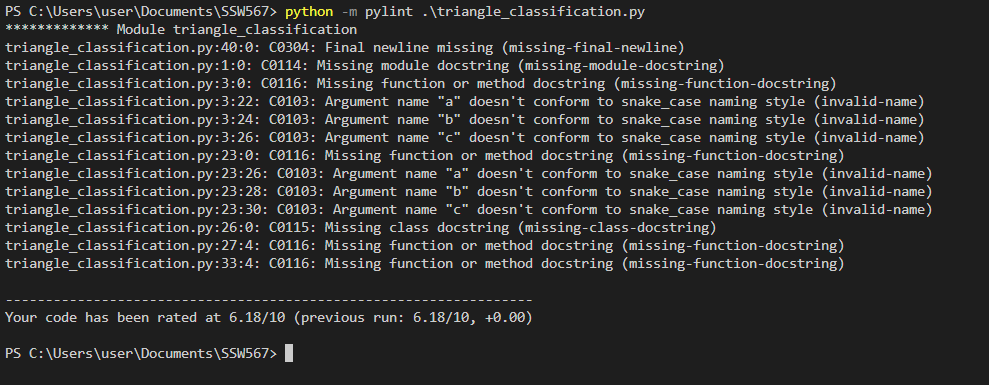 PS C:\Users\user\Documents\SSW567> python -m pylint .\triangle_classification.py
************* Module triangle_classification
triangle_classification.py:40:0: C0304: Final newline missing (missing-final-newline)
triangle_classification.py:1:0: C0114: Missing module docstring (missing-module-docstring)
triangle_classification.py:3:0: C0116: Missing function or method docstring (missing-function-docstring)
triangle_classification.py:3:22: C0103: Argument name "a" doesn't conform to snake_case naming style (invalid-name)
triangle_classification.py:3:24: C0103: Argument name "b" doesn't conform to snake_case naming style (invalid-name)
triangle_classification.py:3:26: C0103: Argument name "c" doesn't conform to snake_case naming style (invalid-name)
triangle_classification.py:23:0: C0116: Missing function or method docstring (missing-function-docstring)
triangle_classification.py:23:26: C0103: Argument name "a" doesn't conform to snake_case naming style (invalid-name)
triangle_classification.py:23:28: C0103: Argument name "b" doesn't conform to snake_case naming style (invalid-name)
triangle_classification.py:23:30: C0103: Argument name "c" doesn't conform to snake_case naming style (invalid-name)
triangle_classification.py:26:0: C0115: Missing class docstring (missing-class-docstring)
triangle_classification.py:27:4: C0116: Missing function or method docstring (missing-function-docstring)
triangle_classification.py:33:4: C0116: Missing function or method docstring (missing-function-docstring)
------------------------------------------------------------------
Your code has been rated at 6.18/10 (previous run: 6.18/10, +0.00)
PS C:\Users\user\Documents\SSW567>